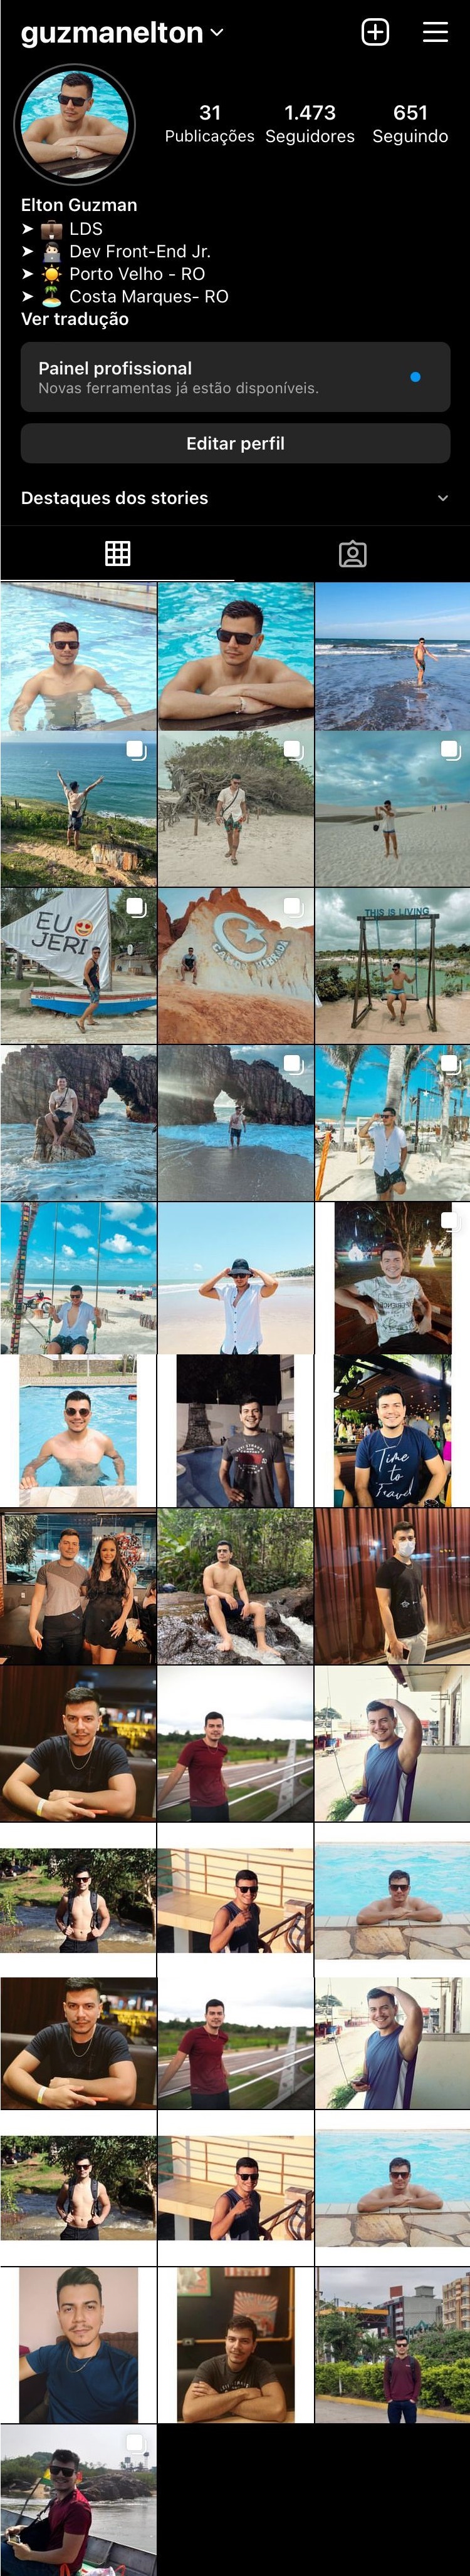 guzmanelton
31 1.473 651
Publicações Seguidores Seguindo
Elton Guzman
➤ 💼 LDS
➤ 👨🏻‍💻 Dev Front-End Jr.
➤ ☀️ Porto Velho - RO
➤ 🏝️ Costa Marques- RO
Ver tradução
Painel profissional
Novas ferramentas já estão disponíveis.
Editar perfil
Destaques dos stories
EU
JERI
THIS IS LIVING
Time
to
Travel